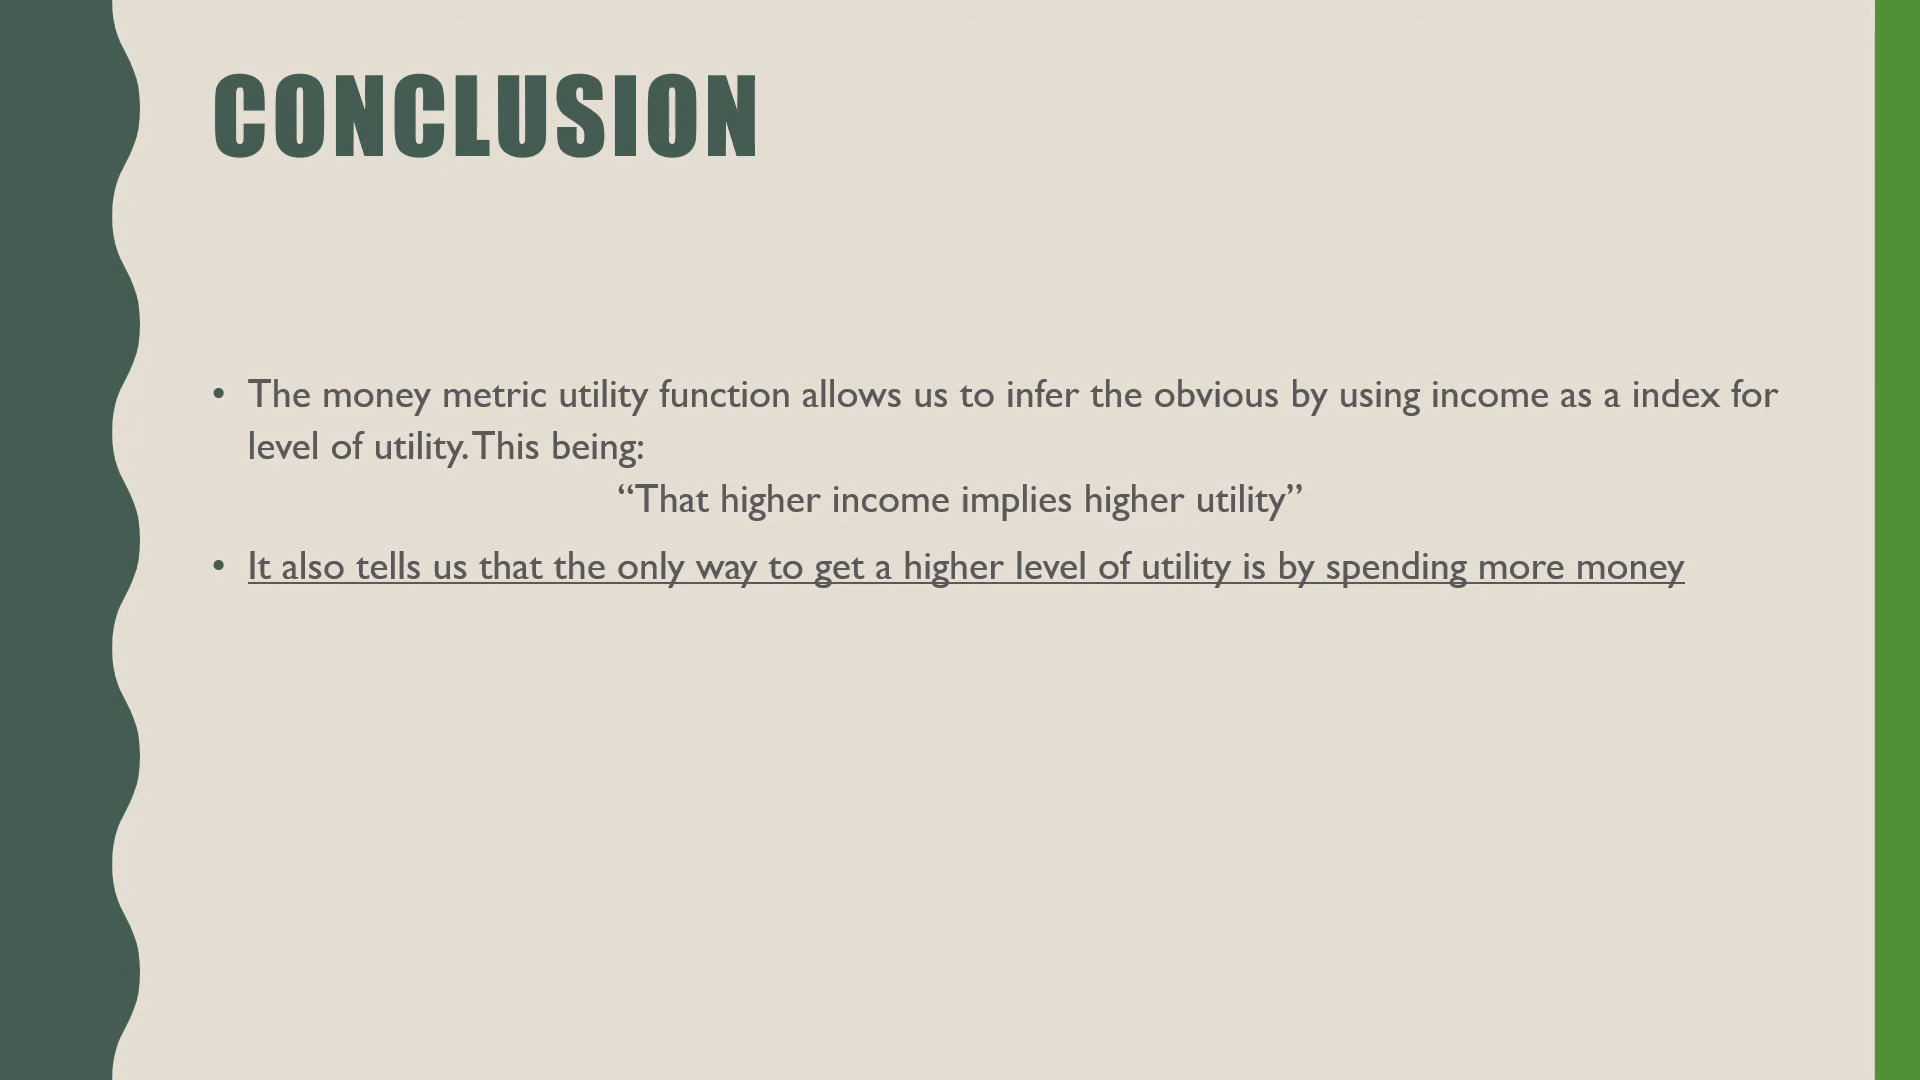 CONCLUSION
• The money metric utility function allows us to infer the obvious by using income as a index for
level of utility. This being:
“That higher income implies higher utility”
• It also tells us that the only way to get a higher level of utility is by spending more money